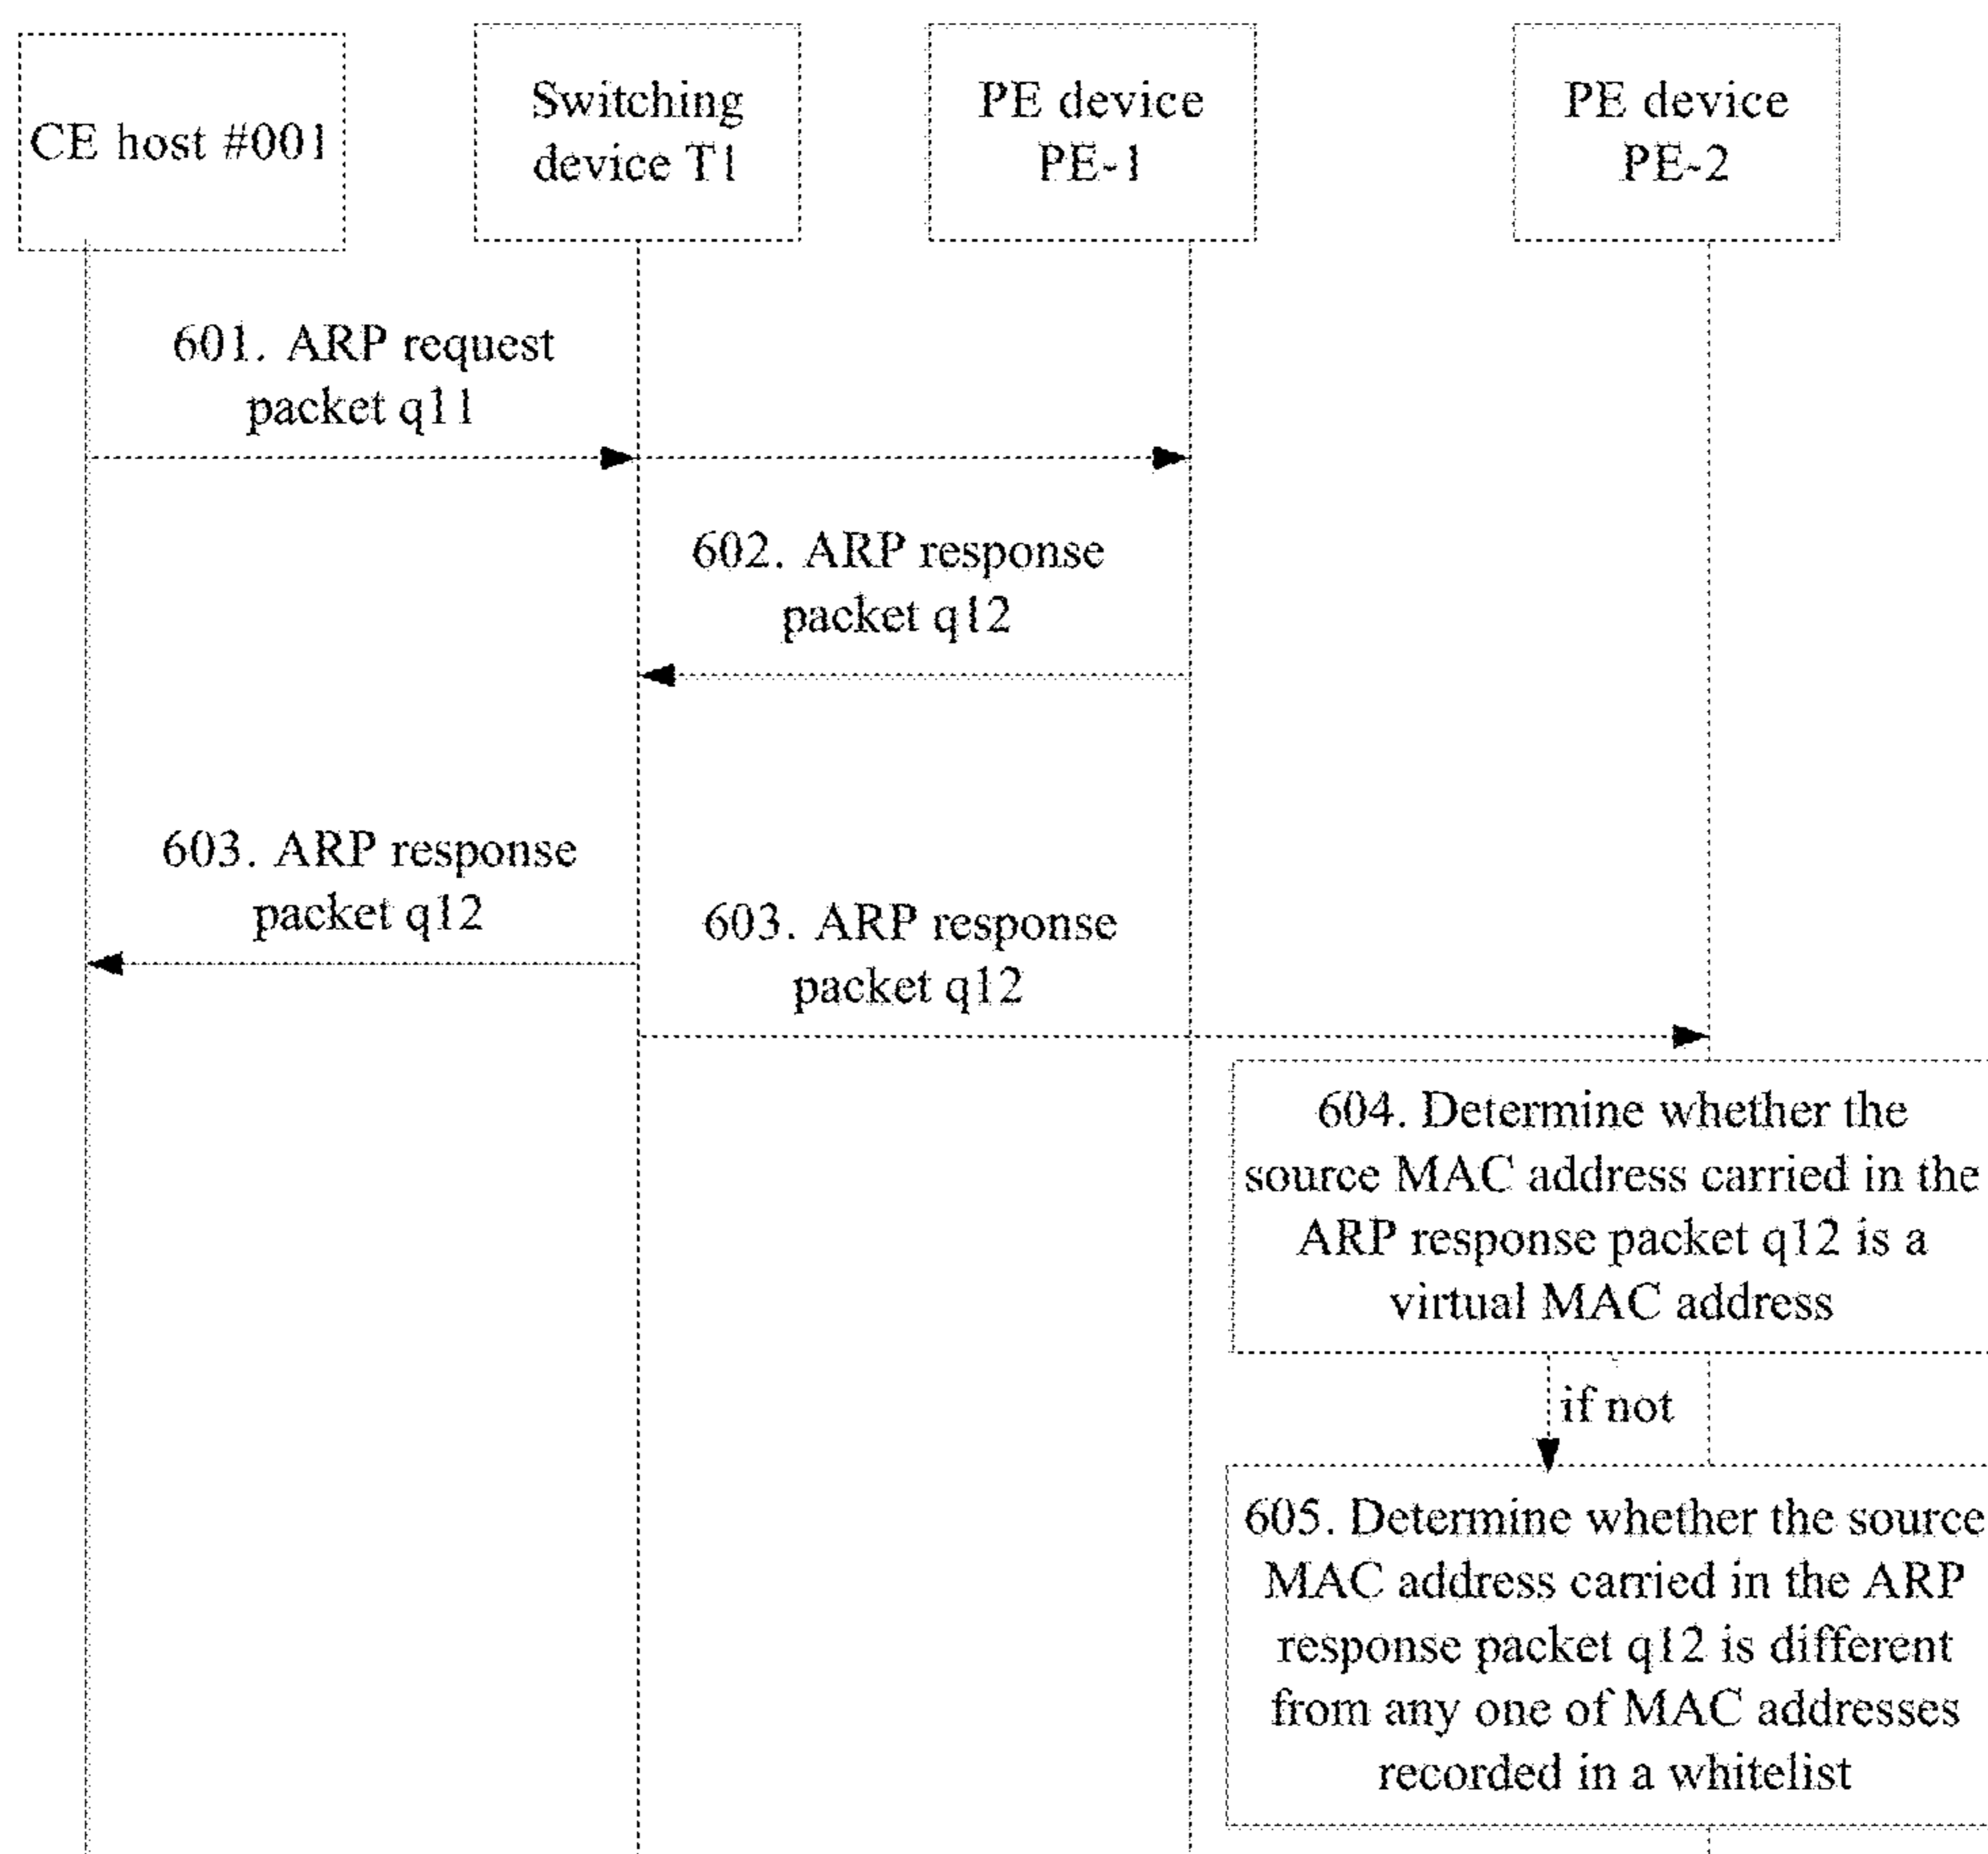 CE host #001
Switching
device T1
PE device
PE-1
PE device
PE-2
601. ARP request
packet q11
602. ARP response
packet q12
603. ARP response
packet q12
603. ARP response
packet q12
604. Determine whether the
source MAC address carried in the
ARP response packet q12 is a
virtual MAC address
if not
605. Determine whether the source
MAC address carried in the ARP
response packet q12 is different
from any one of MAC addresses
recorded in a whitelist